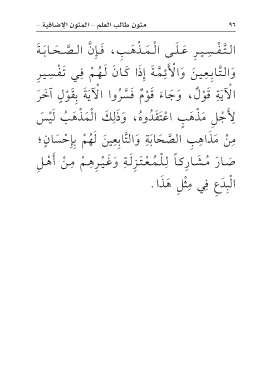 ٩٦ متون طالب العلم - المتون الإضافية -
التَّفْسِيرِ عَلَى الْمَذْهَبِ، فَإِنَّ الصَّحَابَةَ
وَالتَّابِعِينَ وَالْأَئِمَّةَ إِذَا كَانَ لَهُمْ فِي تَفْسِيرِ
الْآيَةِ قَوْلٌ، وَجَاءَ قَوْمٌ فَسَّرُوا الْآيَةَ بِقَوْلٍ آخَرَ
لِأَجْلِ مَذْهَبٍ اعْتَقَدُوهُ، وَذَلِكَ الْمَذْهَبُ لَيْسَ
مِنْ مَذَاهِبِ الصَّحَابَةِ وَالتَّابِعِينَ لَهُمْ بِإِحْسَانٍ؛
صَارَ مُشَارِكاً لِلْمُعْتَزِلَةِ وَغَيْرِهِمْ مِنْ أَهْلِ
الْبِدَعِ فِي مِثْلِ هَذَا.